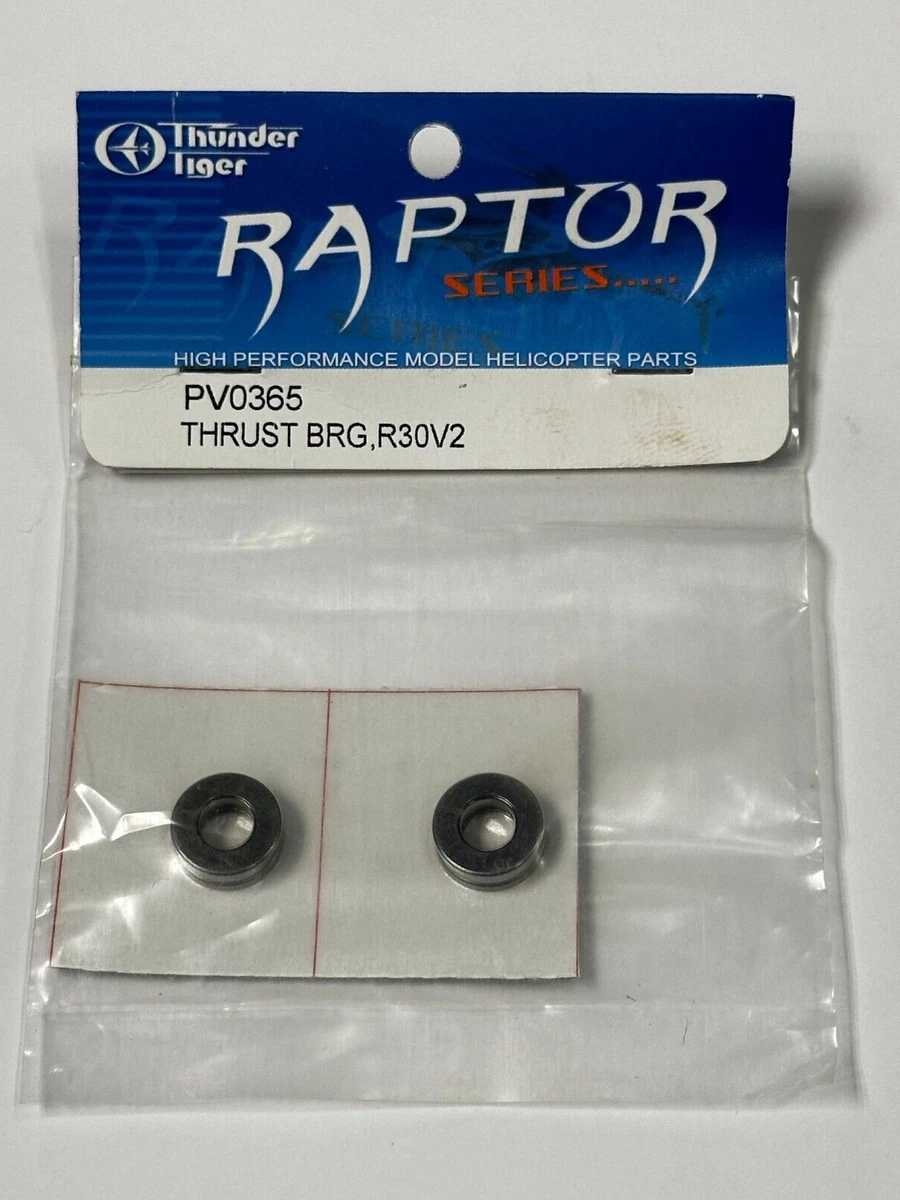 Thunder
Tiger
RAPTOR
SERIES.....
HIGH PERFORMANCE MODEL HELICOPTER PARTS
PV0365
THRUST BRG,R30V2